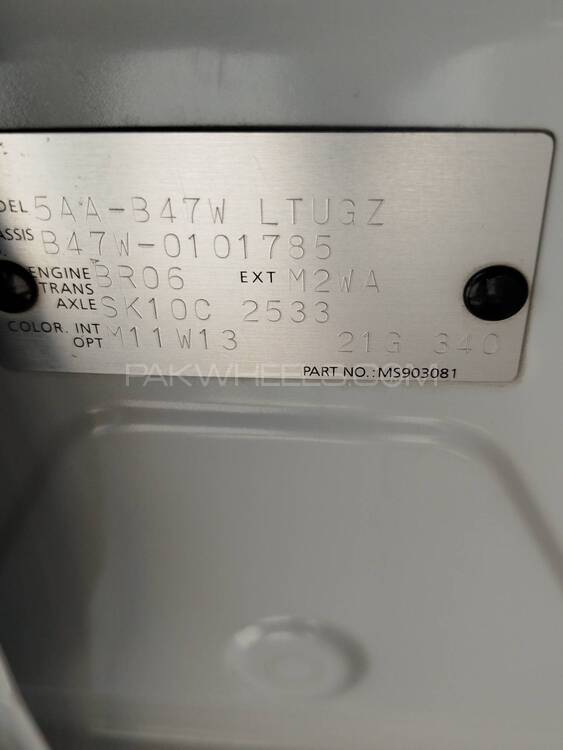 DEL 5AA-B47W LTUGZ
ASSIS B47W-0101785
ENGINE BR06 EXT M2WA
TRANS
AXLE SK10C 2533
COLOR. INT
OPT M11W13 21G 340
PART NO.:MS903081
PAKWHEELS.COM